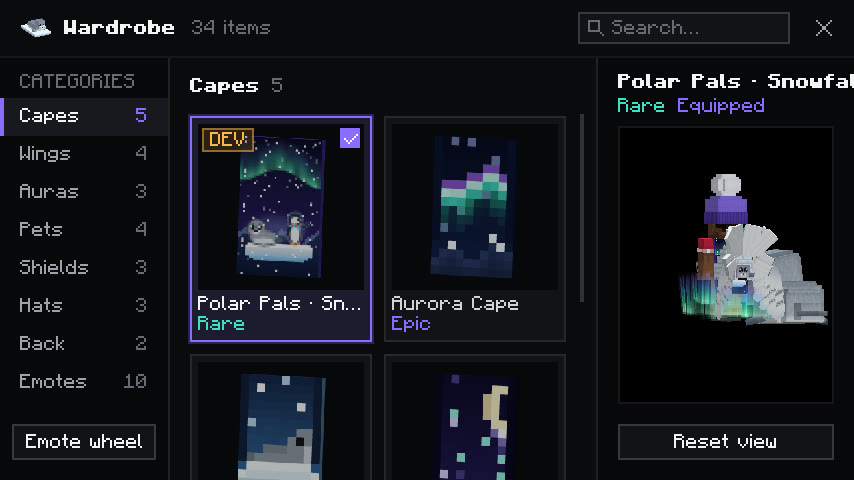 Wardrobe 34 items
Search...
CATEGORIES
Capes 5
Wings 4
Auras 3
Pets 4
Shields 3
Hats 3
Back 2
Emotes 10
Emote wheel
Capes 5
DEV
Polar Pals · Sn...
Rare
Aurora Cape
Epic
Polar Pals · Snowfal
Rare Equipped
Reset view